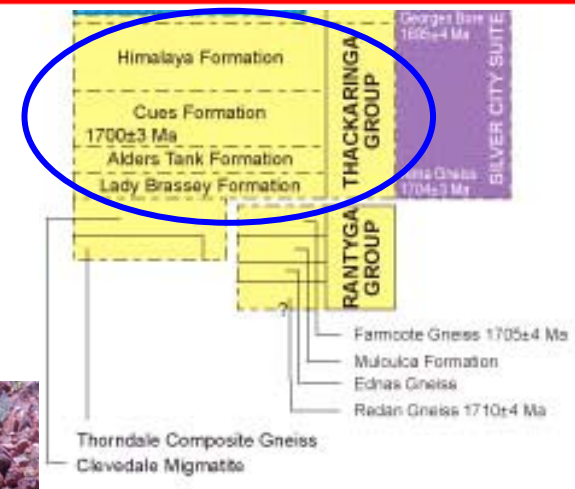 Himalaya Formation
Cues Formation
1700±3 Ma
Alders Tank Formation
Lady Brassey Formation
THACKARINGA
GROUP
Georges Bore
1695±4 Ma
Gneiss
1704±3 Ma
SILVER CITY SUITE
RANTYGA
GROUP
?
Farmcote Gneiss 1705±4 Ma
Mulculca Formation
Ednas Gneiss
Redan Gneiss 1710±4 Ma
Thorndale Composite Gneiss
Clevedale Migmatite